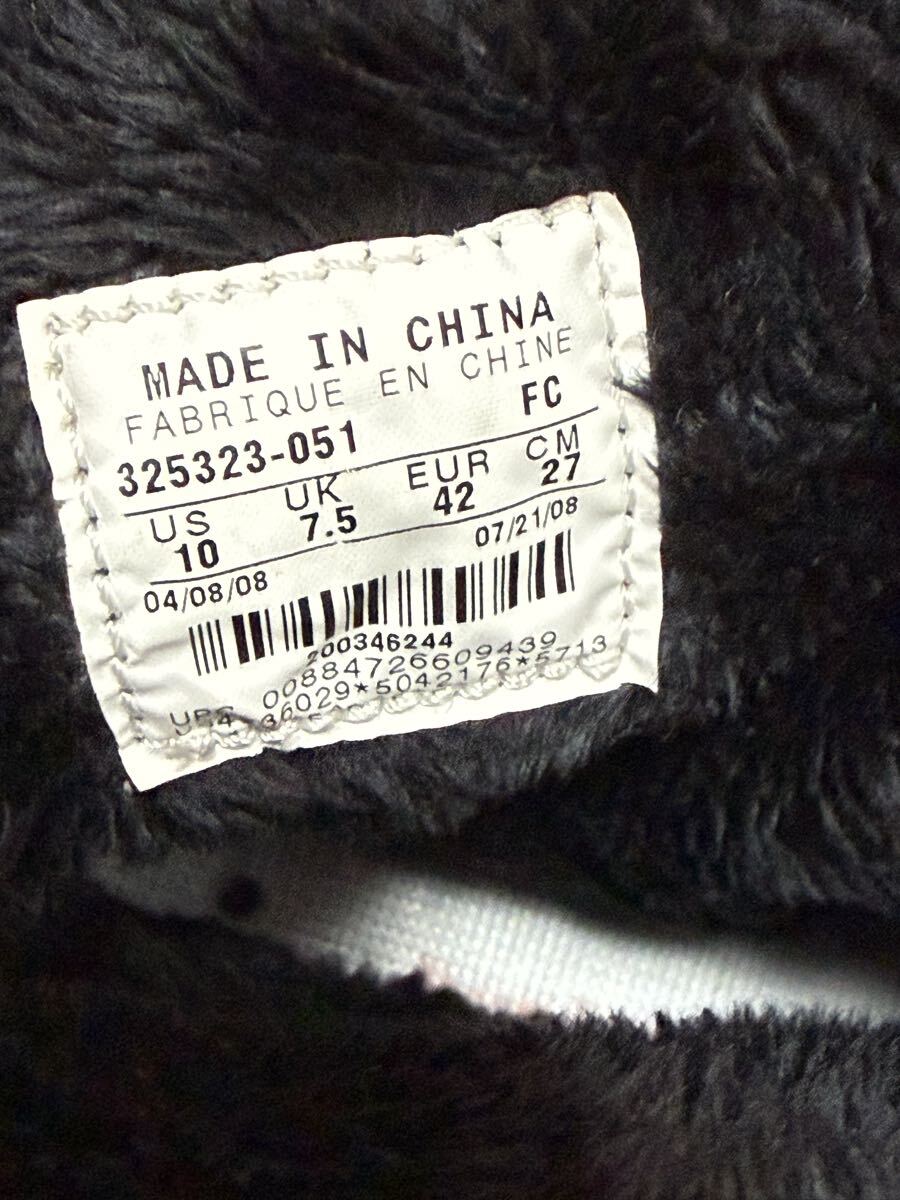 MADE IN CHINA
FABRIQUE EN CHINE
325323-051 FC
US UK EUR CM
10 7.5 42 27
04/08/08 07/21/08
200346244
00884726609439
36029*5042176*5713